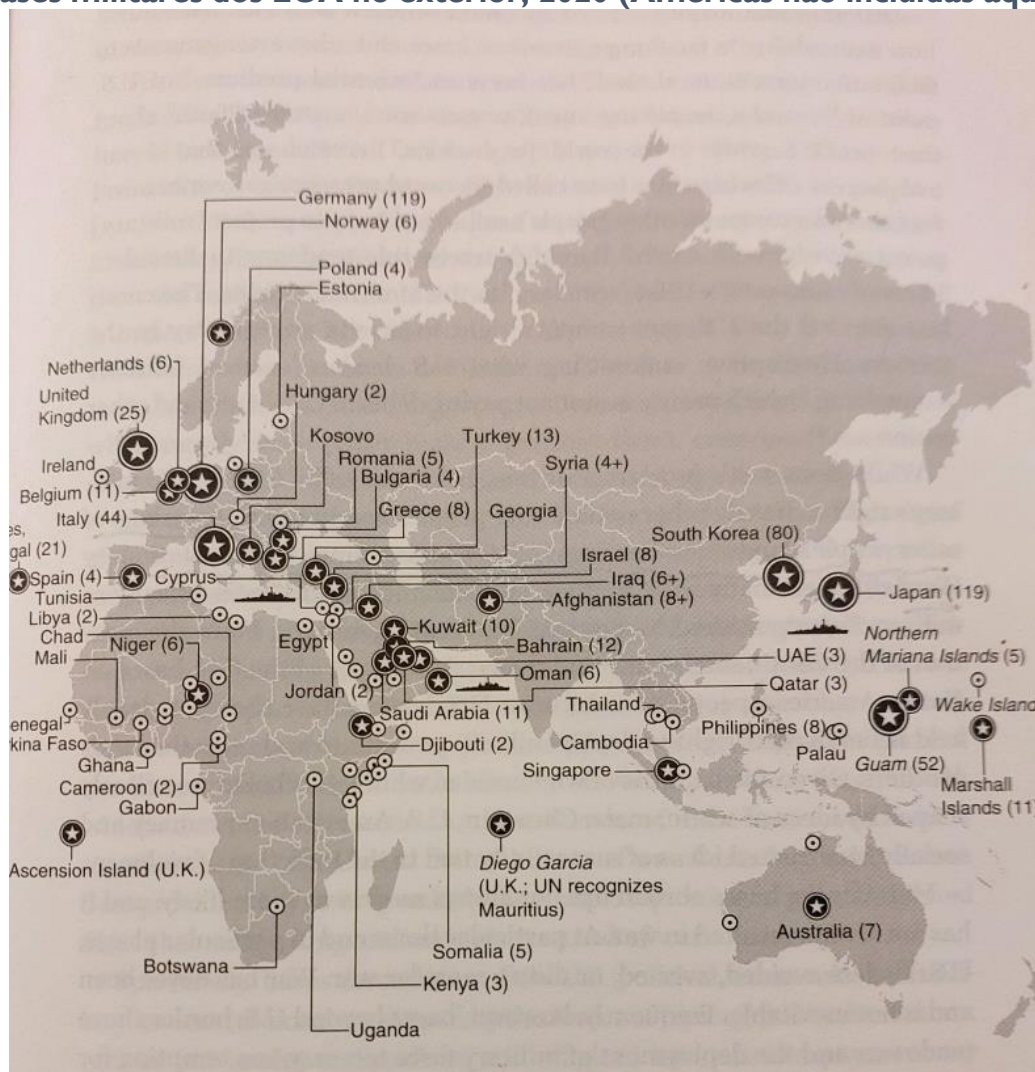 ases militares dos EUA no exterior, 2020 (Américas não incluídas aqu
Germany (119)
Norway (6)
Poland (4)
Estonia
Netherlands (6)
United
Kingdom (25)
Hungary (2)
Kosovo
Turkey (13)
Ireland
Romania (5)
Syria (4+)
Belgium (11)
Bulgaria (4)
Italy (44)
Greece (8)
Georgia
South Korea (80)
es,
gal (21)
Israel (8)
Spain (4)
Cyprus
Iraq (6+)
Japan (119)
Tunisia
Afghanistan (8+)
Libya (2)
Chad
Egypt
Kuwait (10)
Northern
Mariana Islands (5)
Mali
Niger (6)
Bahrain (12)
UAE (3)
Oman (6)
Jordan (2)
Qatar (3)
Wake Island
enegal
Saudi Arabia (11)
Thailand
Philippines (8)
rkina Faso
Djibouti (2)
Cambodia
Palau
Ghana
Singapore
Guam (52)
Cameroon (2)
Marshall
Islands (11
Gabon
Ascension Island (U.K.)
Diego Garcia
(U.K.; UN recognizes
Mauritius)
Australia (7)
Somalia (5)
Botswana
Kenya (3)
Uganda